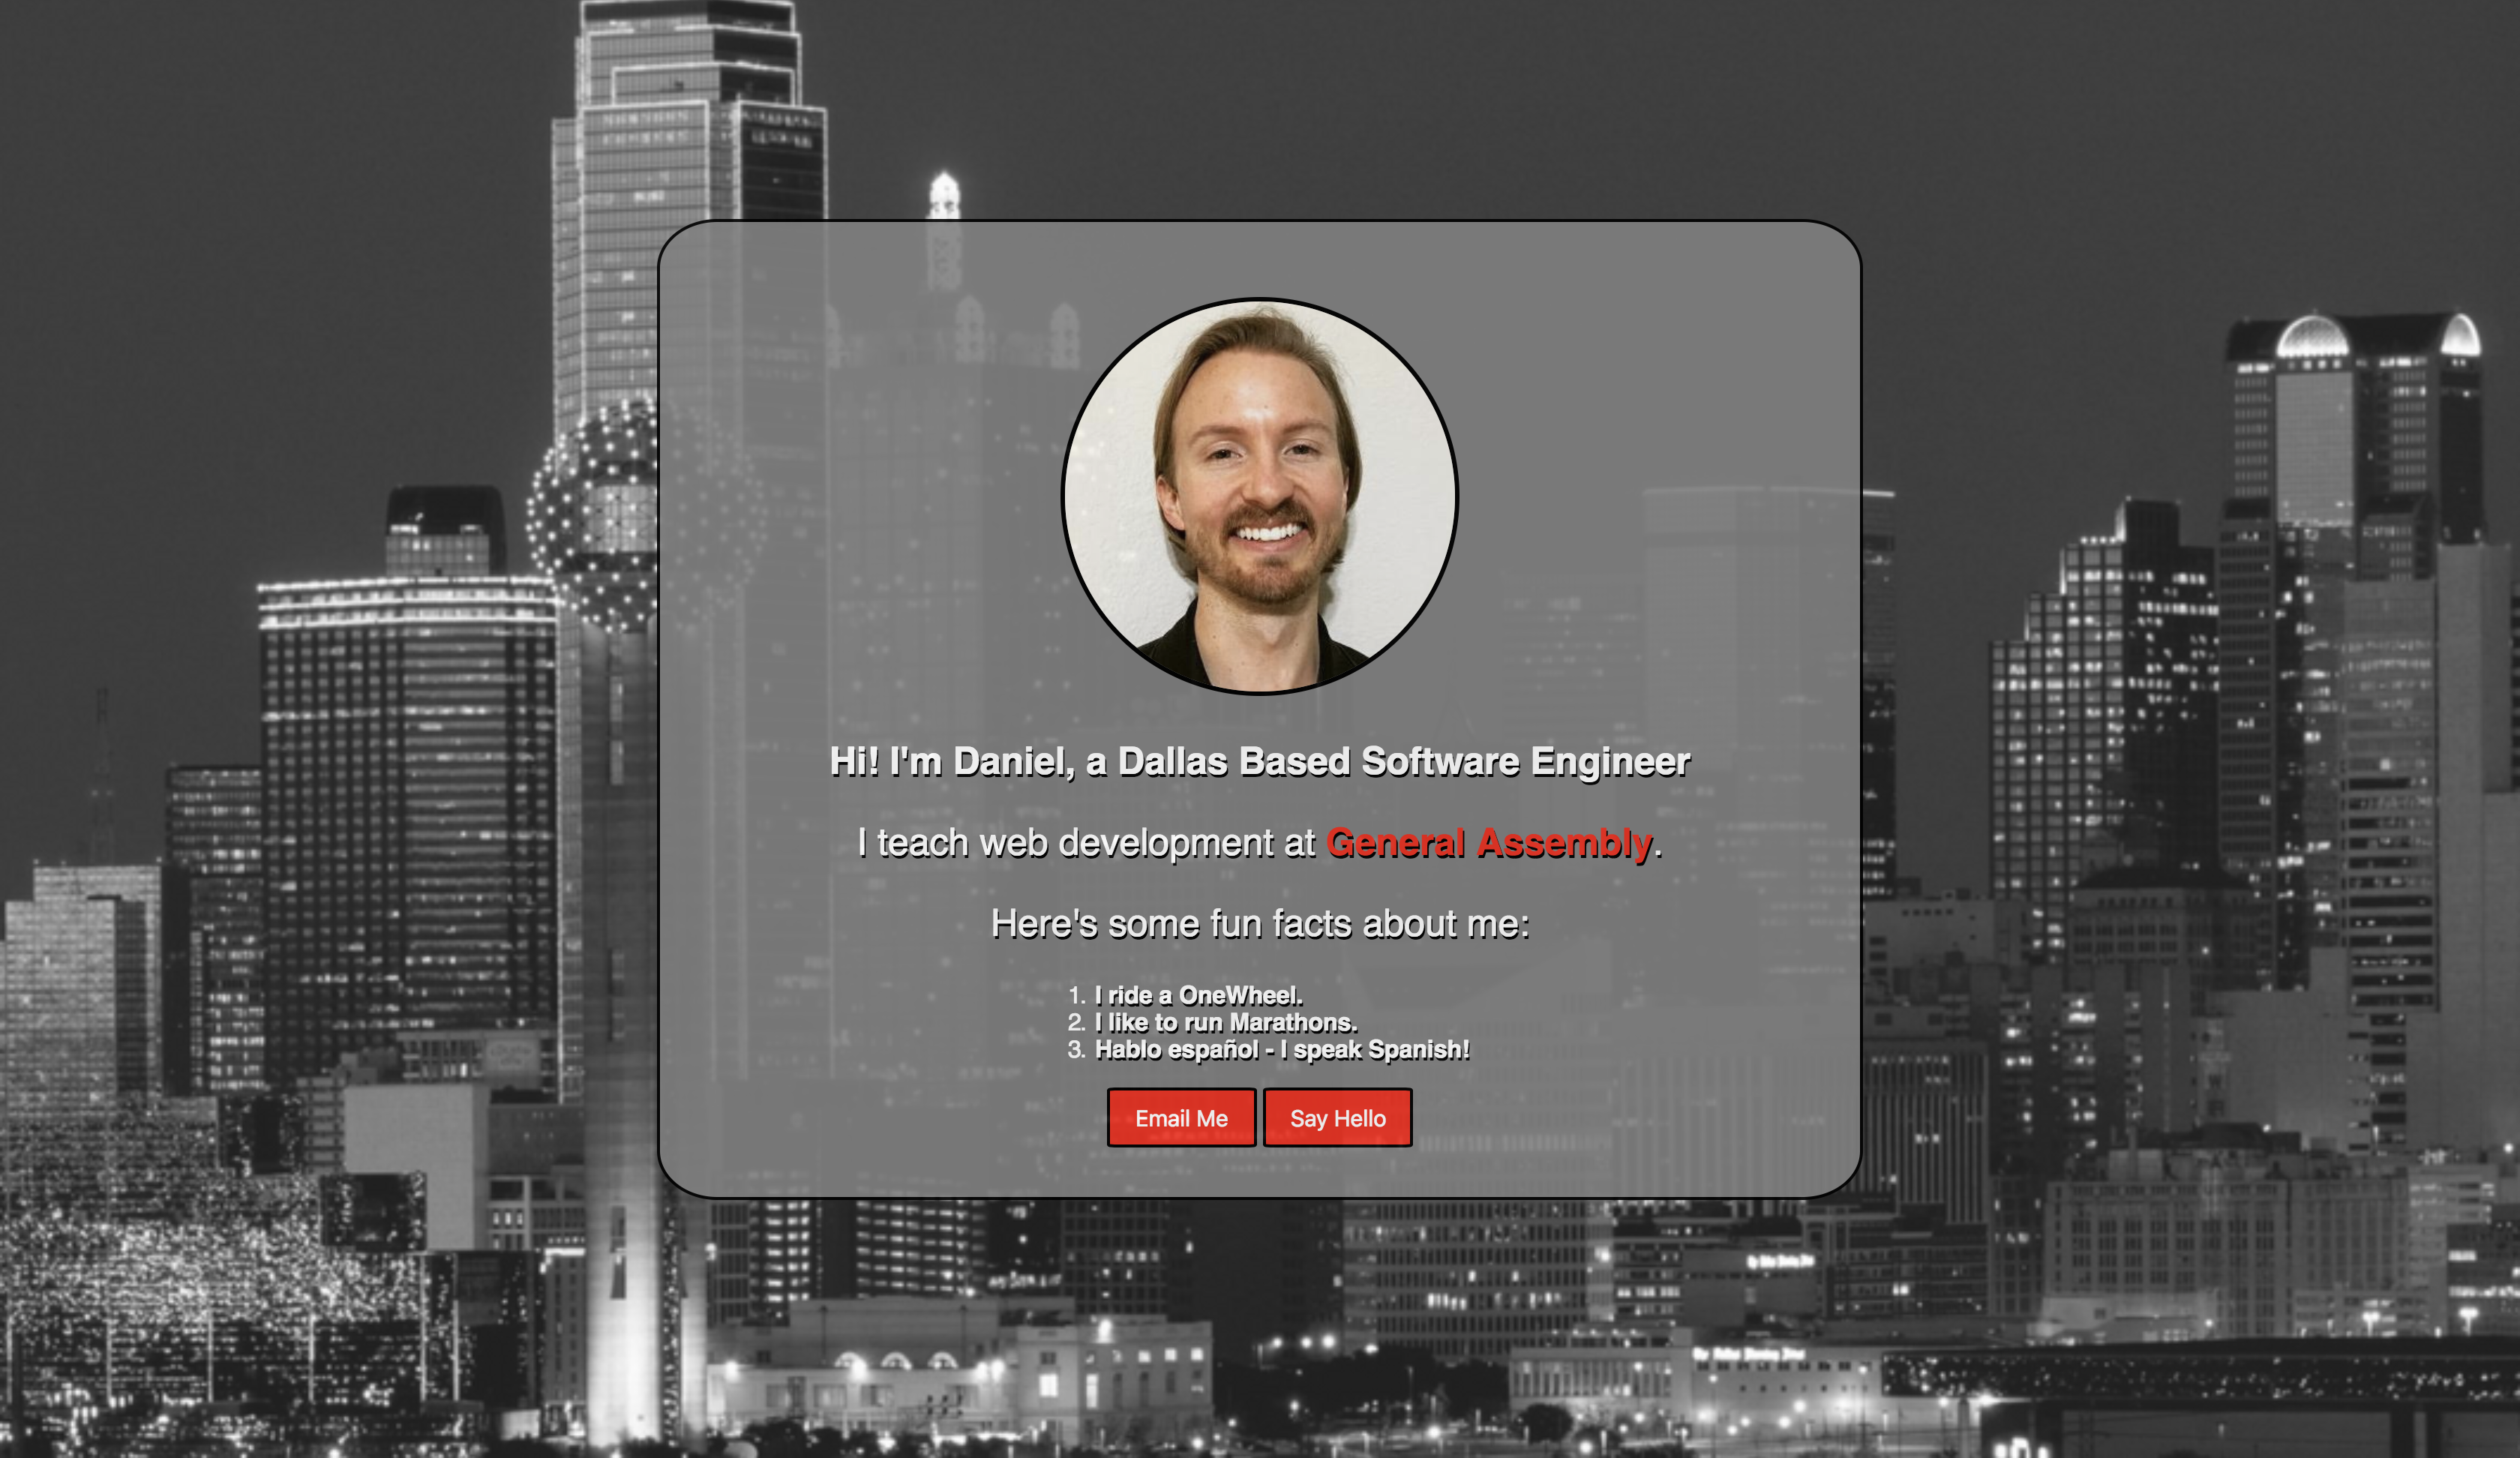 Hi! I'm Daniel, a Dallas Based Software Engineer
I teach web development at General Assembly.
Here's some fun facts about me:
1. I ride a OneWheel.
2. I like to run Marathons.
3. Hablo español - I speak Spanish!
Email Me
Say Hello